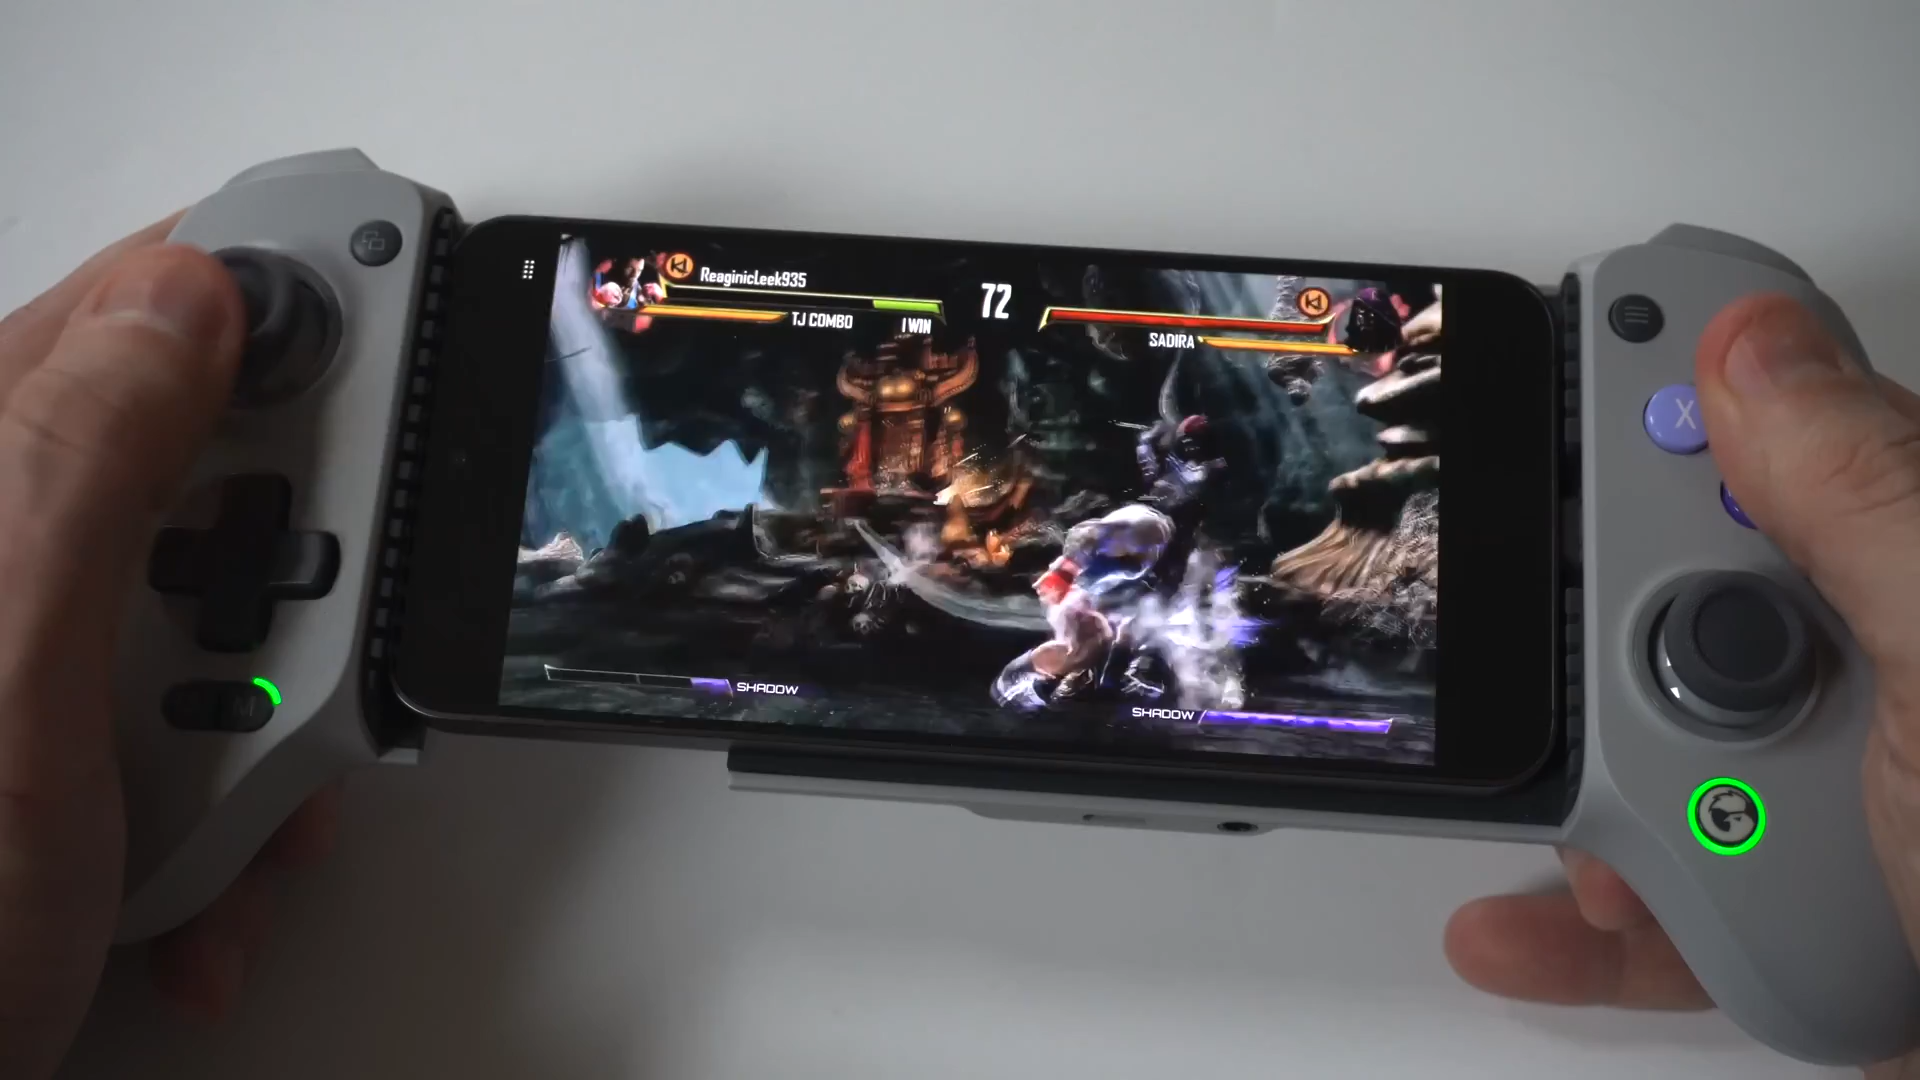 ReaginicLeek935
72
TJ COMBO
1 WIN
SADIRA
X
M
SHADOW
SHADOW